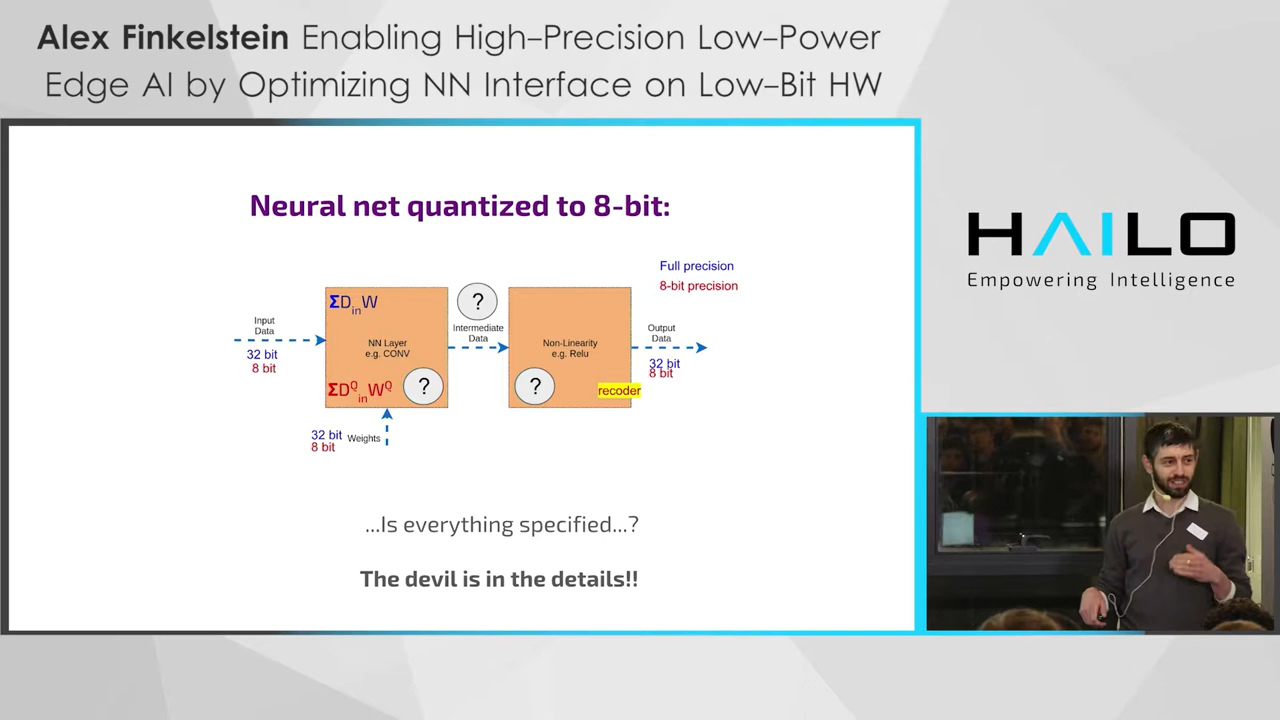 Alex Finkelstein Enabling High-Precision Low-Power
Edge AI by Optimizing NN Interface on Low-Bit HW
Neural net quantized to 8-bit:
Full precision
8-bit precision
Input
Data
32 bit
8 bit
ΣDinW
NN Layer
e.g. CONV
ΣDQinWQ
?
32 bit
8 bit
Weights
?
Intermediate
Data
Non-Linearity
e.g. Relu
?
recoder
Output
Data
32 bit
8 bit
...Is everything specified...?
The devil is in the details!!
HAILO
Empowering Intelligence